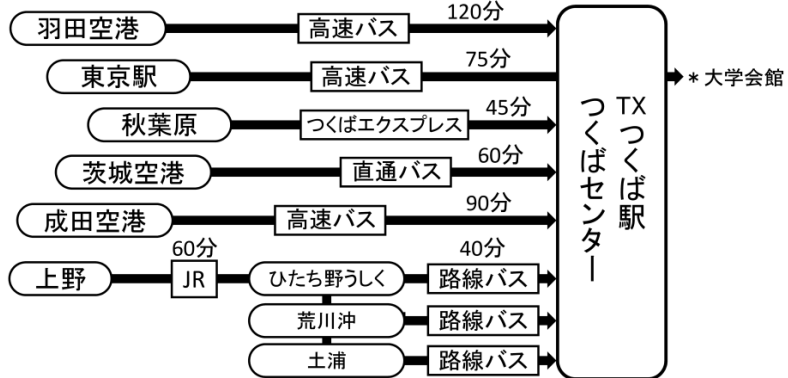 羽田空港 高速バス 120分
東京駅 高速バス 75分 *大学会館
秋葉原 つくばエクスプレス 45分
茨城空港 直通バス 60分
成田空港 高速バス 90分
上野 60分 JR ひたち野うしく 40分 路線バス
荒川沖 路線バス
土浦 路線バス
TXつくば駅
つくばセンター